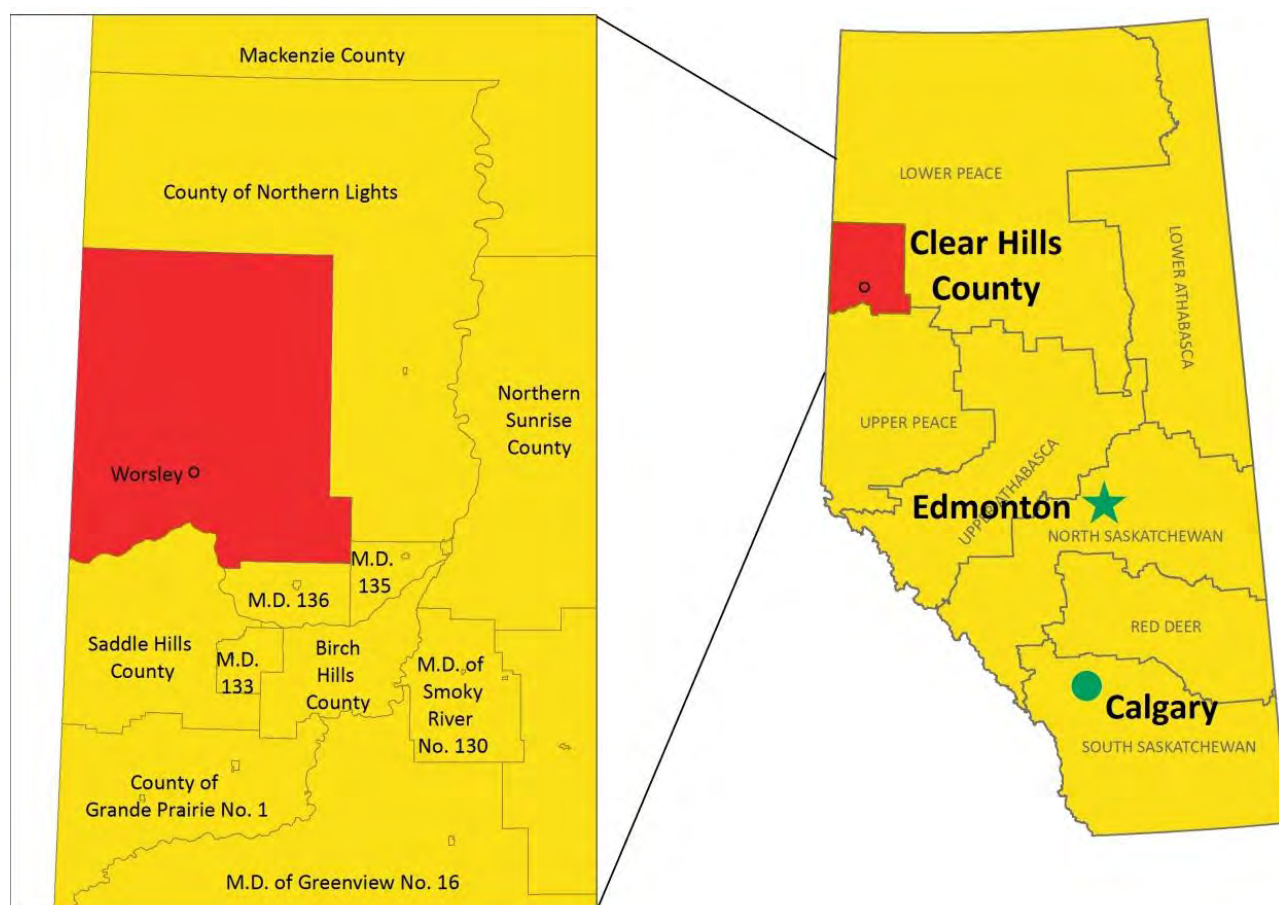 Mackenzie County
County of Northern Lights
Northern
Sunrise
County
Worsley
M.D.
135
M.D. 136
Saddle Hills
County
M.D.
133
Birch
Hills
County
M.D. of
Smoky
River
No. 130
County of
Grande Prairie No. 1
M.D. of Greenview No. 16
LOWER PEACE
Clear Hills
County
LOWER ATHABASCA
UPPER PEACE
UPPER ATHABASCA
Edmonton
NORTH SASKATCHEWAN
RED DEER
Calgary
SOUTH SASKATCHEWAN